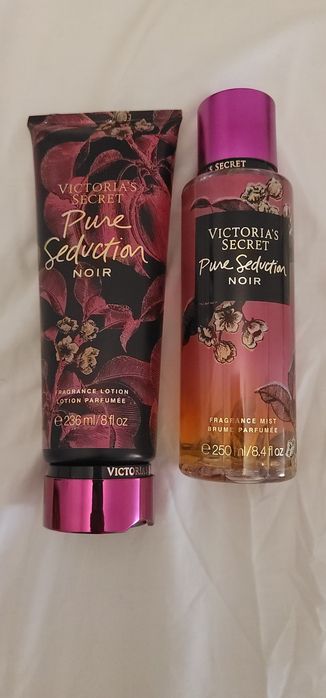 VICTORIA'S
SECRET
Pure
Seduction
NOIR
FRAGRANCE LOTION
LOTION PARFUMÉE
℮ 236 ml/8 fl oz
VICTORIA
S SECRET
VICTORIA'S
SECRET
Pure Seduction
NOIR
FRAGRANCE MIST
BRUME PARFUMÉE
℮ 250 ml/8.4 fl oz